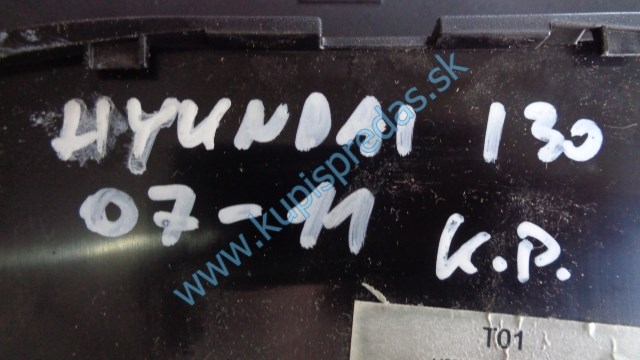 HYUNDAI I30
07-11 K.P.
www.kupispredas.sk
T01